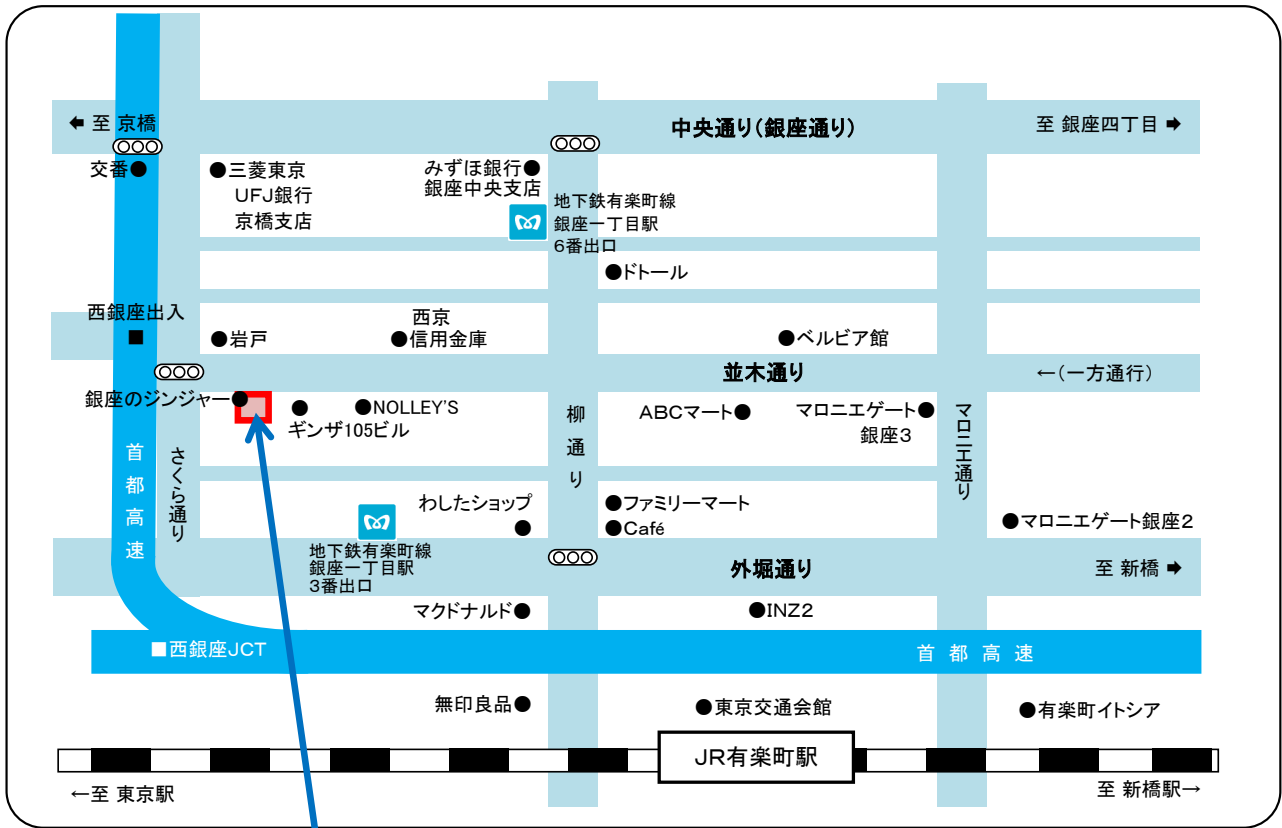 🡸 至 京橋
中央通り(銀座通り)
至 銀座四丁目 🡺
交番●
●三菱東京
UFJ銀行
京橋支店
みずほ銀行●
銀座中央支店
地下鉄有楽町線
銀座一丁目駅
6番出口
●ドトール
西銀座出入
■
●岩戸
西京
●信用金庫
●ベルビア館
並木通り
←(一方通行)
銀座のジンジャー●
●
ギンザ105ビル
●NOLLEY'S
柳通り
ABCマート●
マロニエゲート●
銀座3
マロニエ通り
首都高速
さくら通り
わしたショップ
●
●ファミリーマート
●Café
●マロニエゲート銀座2
地下鉄有楽町線
銀座一丁目駅
3番出口
外堀通り
至 新橋 🡺
マクドナルド●
●INZ2
■西銀座JCT
首都高速
無印良品●
●東京交通会館
●有楽町イトシア
JR有楽町駅
←至 東京駅
至 新橋駅→